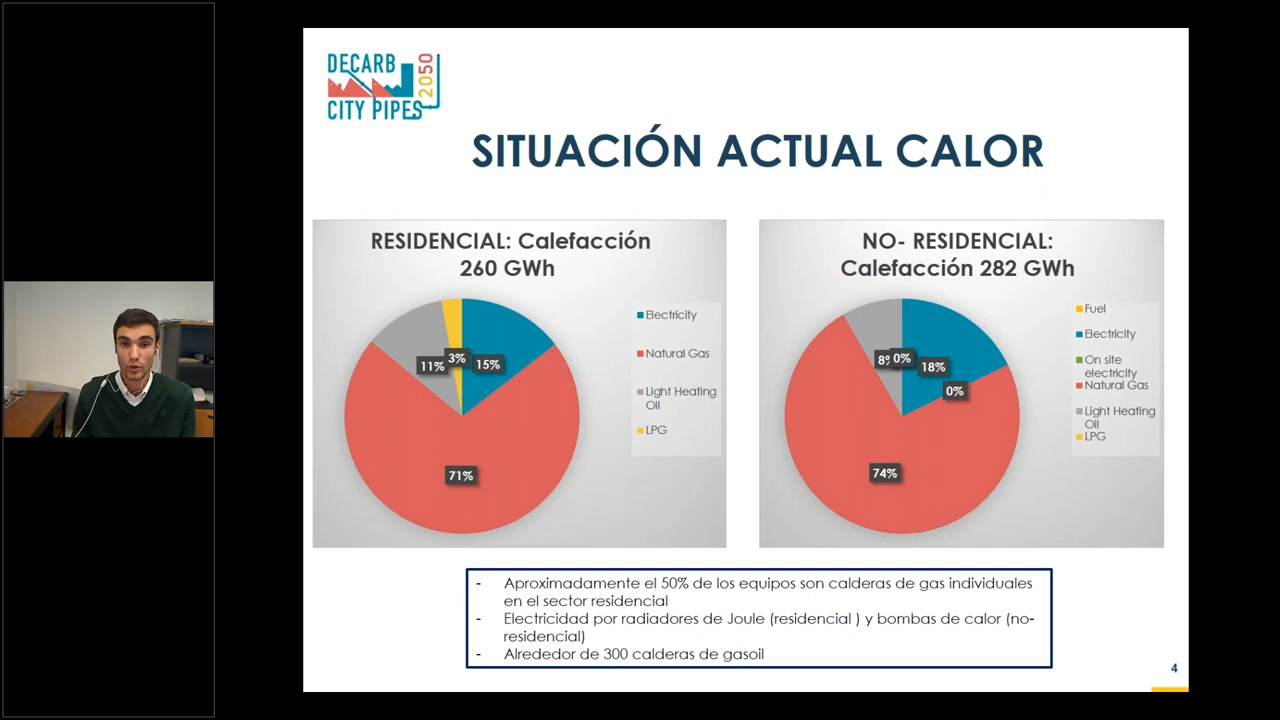 DECARB
CITY PIPES
2050
SITUACIÓN ACTUAL CALOR
RESIDENCIAL: Calefacción
260 GWh
11%
3%
15%
71%
Electricity
Natural Gas
Light Heating
Oil
LPG
NO- RESIDENCIAL:
Calefacción 282 GWh
0%
18%
0%
74%
Fuel
Electricity
On site
electricity
Natural Gas
Light Heating
Oil
LPG
- Aproximadamente el 50% de los equipos son calderas de gas individuales
en el sector residencial
- Electricidad por radiadores de Joule (residencial ) y bombas de calor (no-
residencial)
- Alrededor de 300 calderas de gasoil
4